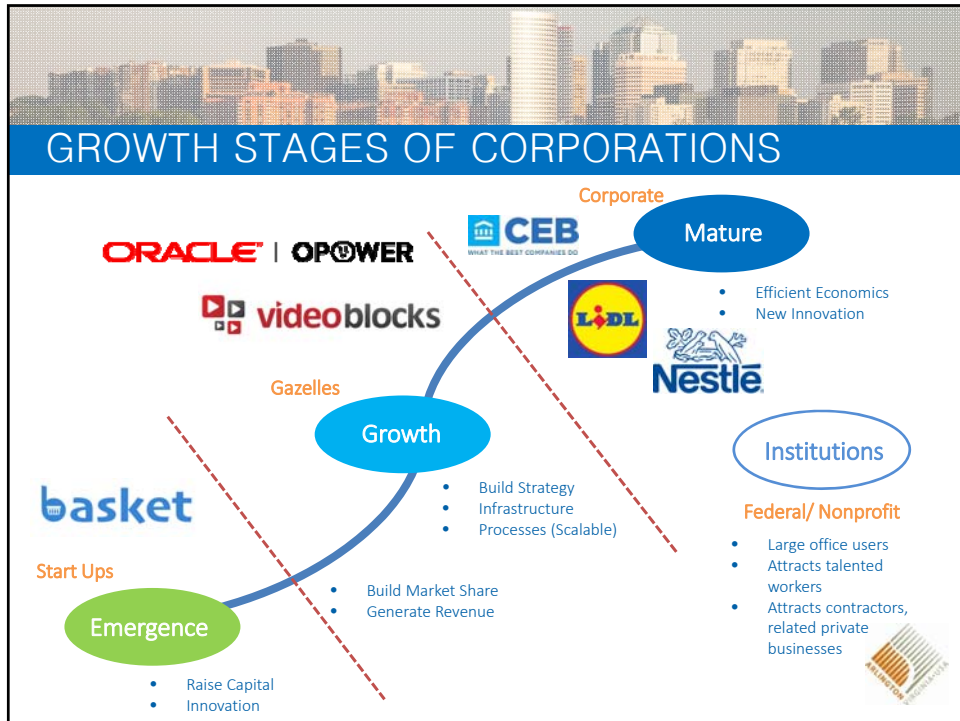 GROWTH STAGES OF CORPORATIONS
Corporate
Mature
ORACLE™ | OPOWER
CEB
WHAT THE BEST COMPANIES DO
• Efficient Economics
• New Innovation
videoblocks
LiDL
Nestlé
Gazelles
Growth
Institutions
basket
• Build Strategy
• Infrastructure
• Processes (Scalable)
Federal/ Nonprofit
• Large office users
• Attracts talented
workers
• Attracts contractors,
related private
businesses
Start Ups
• Build Market Share
• Generate Revenue
Emergence
• Raise Capital
• Innovation
ARLINGTON
VIRGINIA•USA